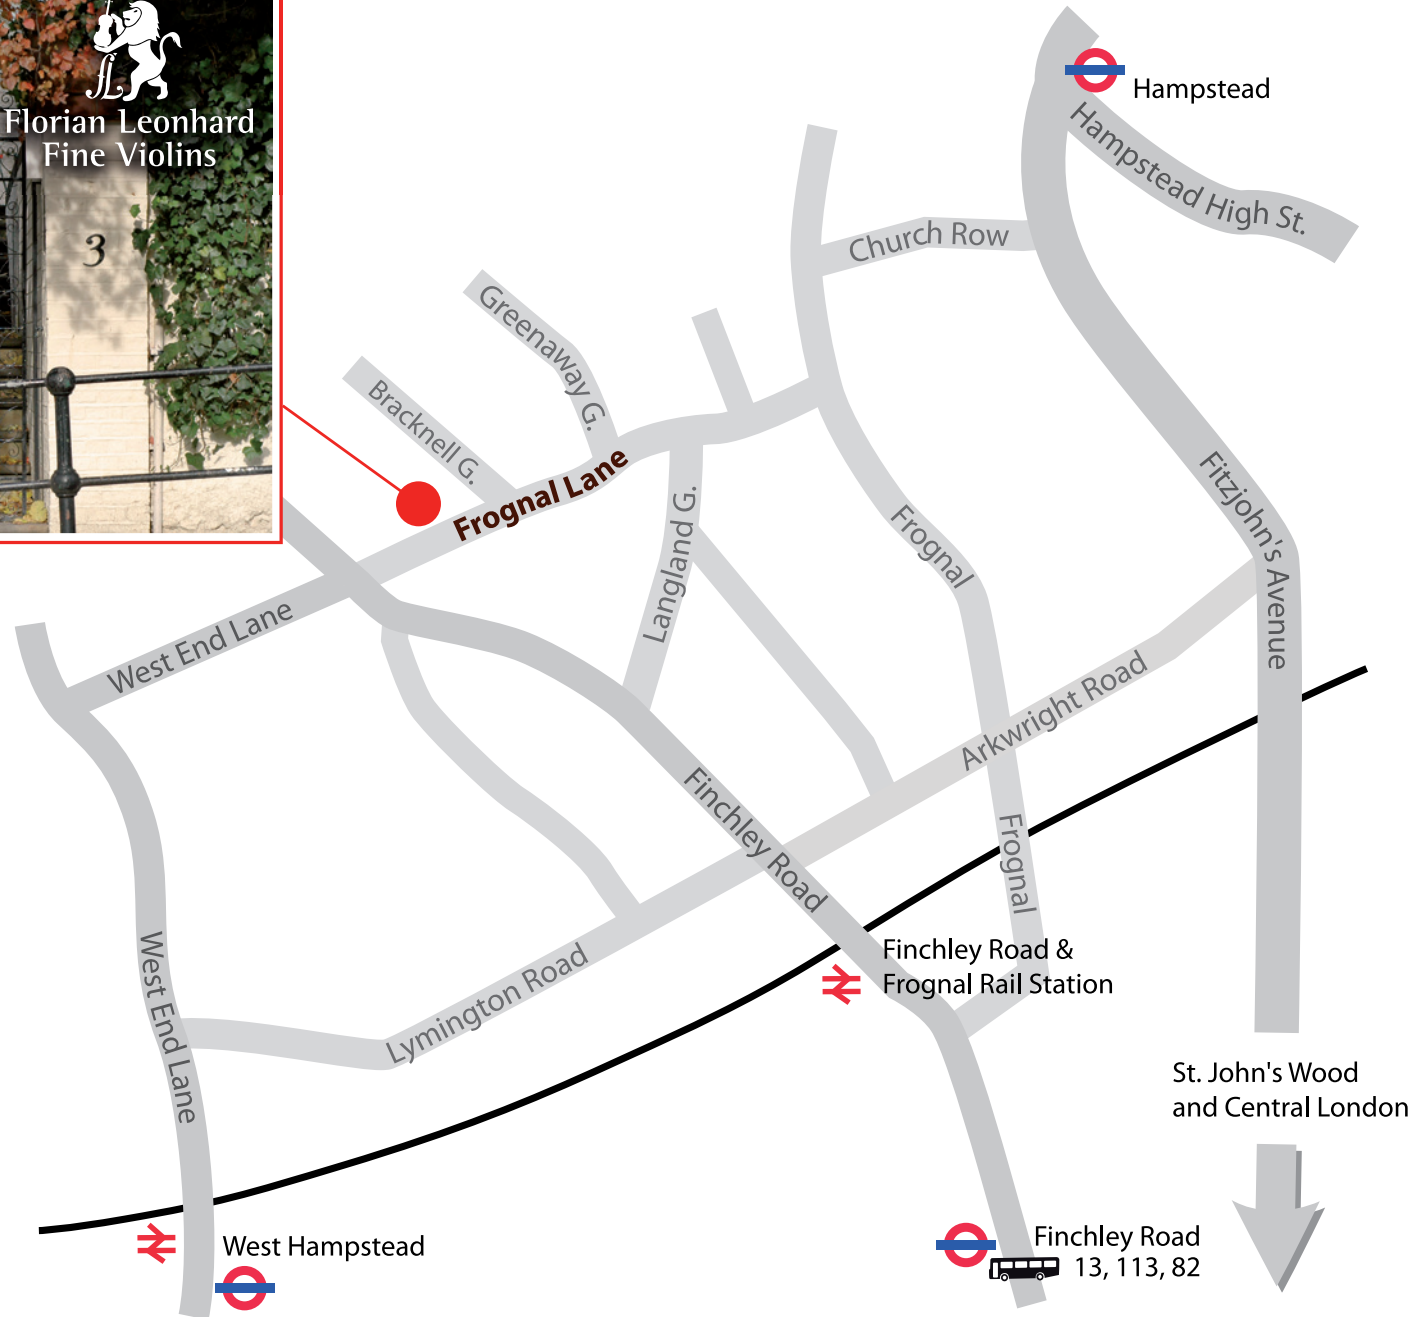 fL
Florian Leonhard
Fine Violins
3
Hampstead
Hampstead High St.
Church Row
Greenaway G.
Bracknell G.
Frognal Lane
Langland G.
Frognal
Fitzjohn's Avenue
West End Lane
Arkwright Road
Finchley Road
Frognal
West End Lane
Lymington Road
Finchley Road &
Frognal Rail Station
St. John's Wood
and Central London
West Hampstead
Finchley Road
13, 113, 82